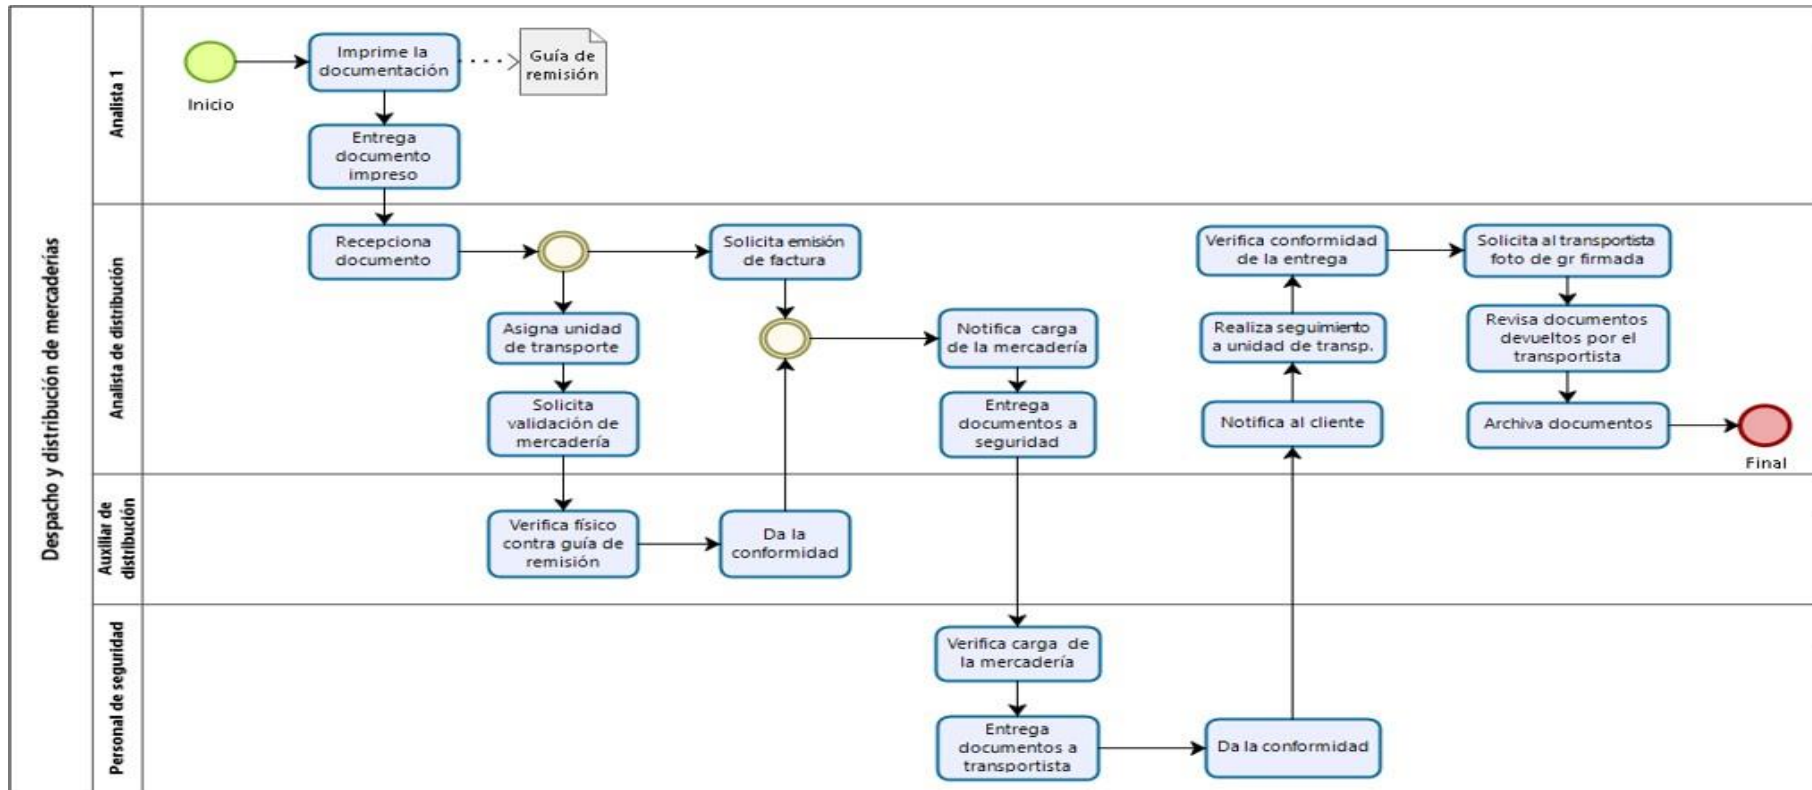 Despacho y distribución de mercaderías
Analista 1
Inicio
Imprime la
documentación
Guía de
remisión
Entrega
documento
impreso
Analista de distribución
Recepciona
documento
Solicita emisión
de factura
Asigna unidad
de transporte
Solicita
validación de
mercadería
Notifica carga
de la mercadería
Entrega
documentos a
seguridad
Verifica conformidad
de la entrega
Realiza seguimiento
a unidad de transp.
Notifica al cliente
Solicita al transportista
foto de gr firmada
Revisa documentos
devueltos por el
transportista
Archiva documentos
Final
Auxiliar de
distribución
Verifica físico
contra guía de
remisión
Da la
conformidad
Personal de seguridad
Verifica carga de
la mercadería
Entrega
documentos a
transportista
Da la conformidad